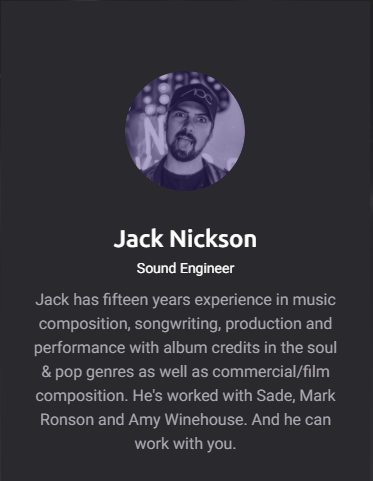 Jack Nickson
Sound Engineer
Jack has fifteen years experience in music
composition, songwriting, production and
performance with album credits in the soul
& pop genres as well as commercial/film
composition. He's worked with Sade, Mark
Ronson and Amy Winehouse. And he can
work with you.